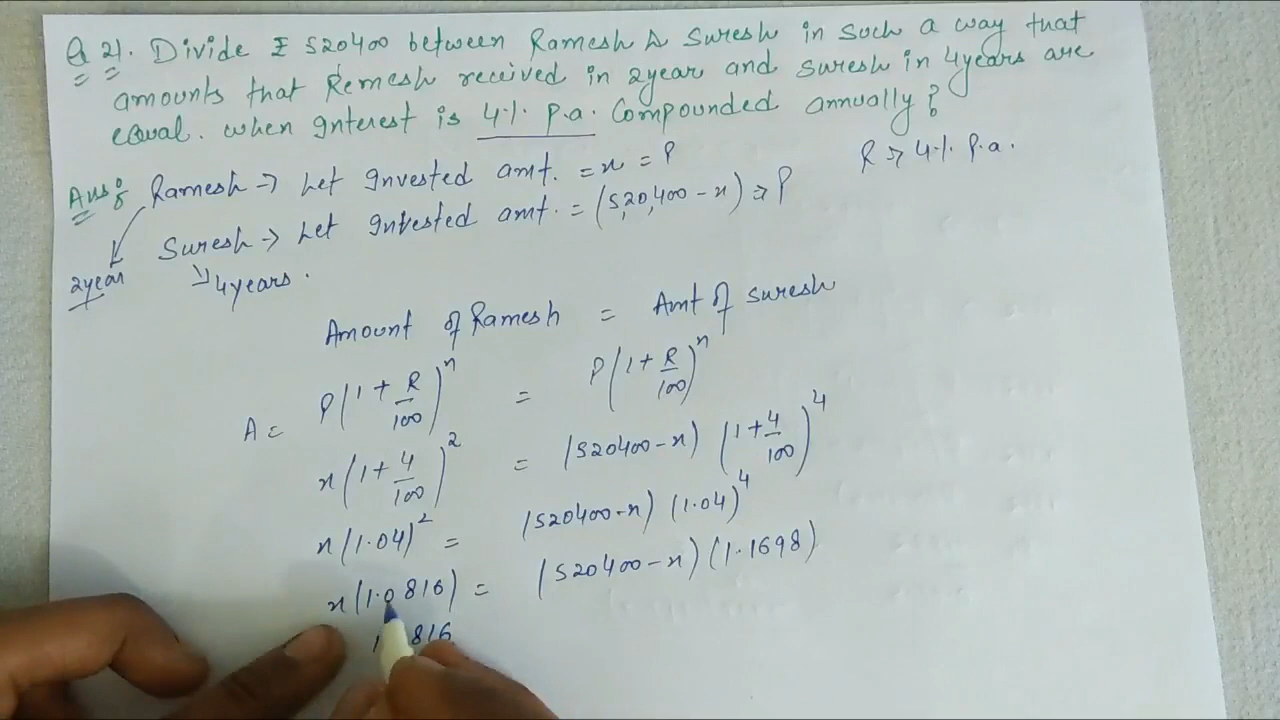 Q 21. Divide ₹ 520400 between Ramesh & Suresh in such a way that
amounts that Remesh received in 2year and Suresh in 4years are
equal. when Interest is 4% P.a. Compounded annually?
Ans: Ramesh → Let Invested amt. = x = P
R → 4% P.a.
Suresh → Let Invested amt. = (5,20,400 - x) ⇒ P
2year
↘ 4years.
Amount of Ramesh = Amt of Suresh
A = P(1 + R/100)^n = P(1 + R/100)^n
x(1 + 4/100)^2 = (520400 - x) (1 + 4/100)^4
x(1.04)^2 = (520400 - x) (1.04)^4
x(1.0816) = (520400 - x) (1.1698)
1 816